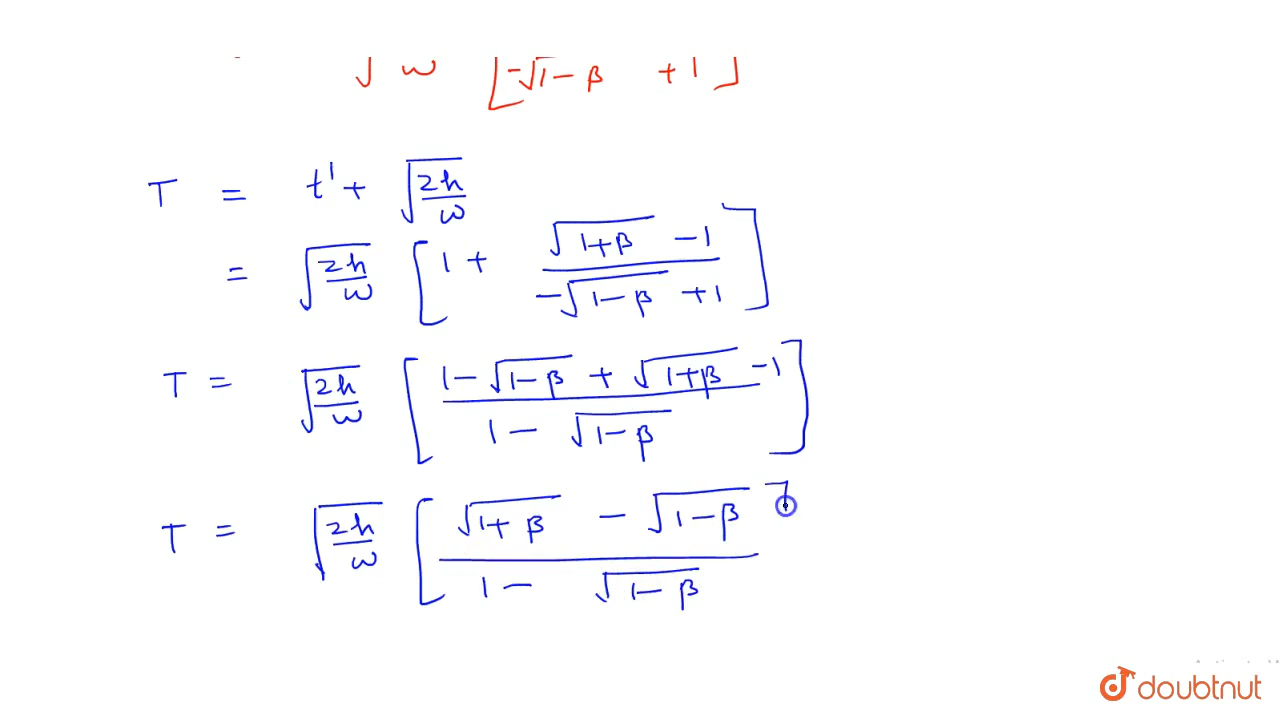 √ω [-√1-β +1]
T = t' + √(2h/ω)
= √(2h/ω) [1 + (√(1+β) -1)/(-√(1-β) +1)]
T = √(2h/ω) [(1-√(1-β) + √(1+β) -1)/(1-√(1-β))]
T = √(2h/ω) [(√(1+β) - √(1-β))/(1-√(1-β))]
doubtnut